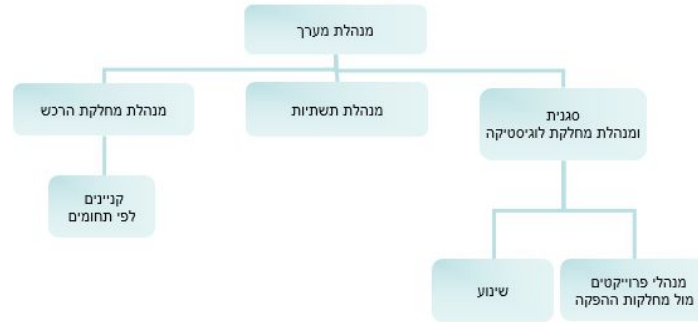 מנהלת מערך
סגנית
ומנהלת מחלקת לוגיסטיקה
מנהלת תשתיות
מנהלת מחלקת הרכש
קניינים
לפי תחומים
מנהלי פרוייקטים
מול מחלקות ההפקה
שינוע